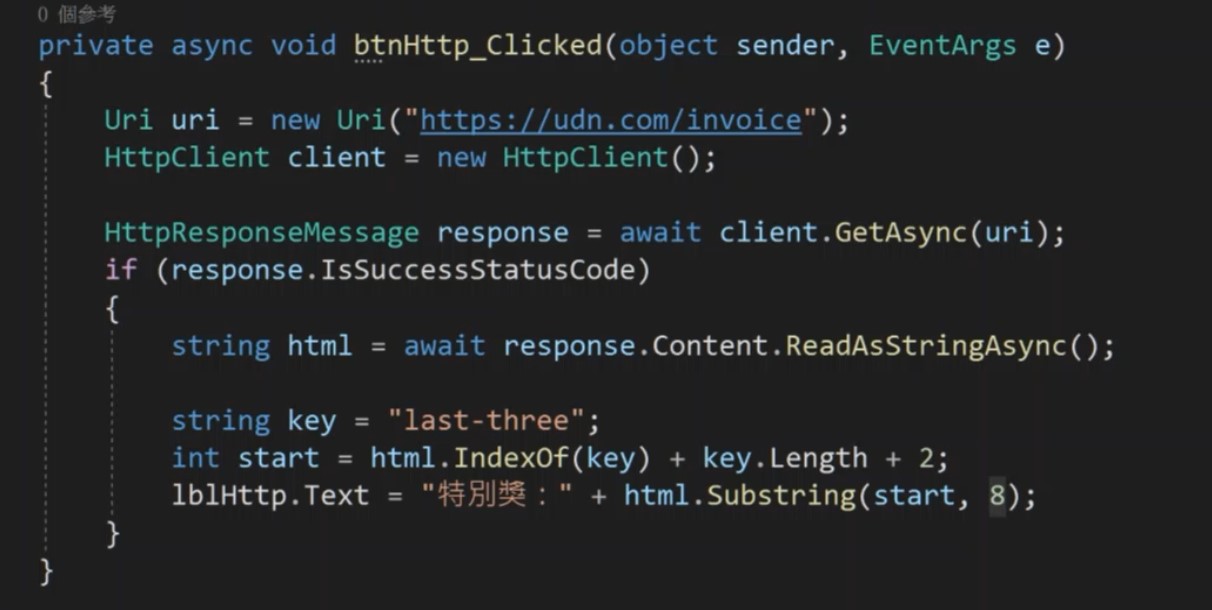 0 個參考
private async void btnHttp_Clicked(object sender, EventArgs e)
{
    Uri uri = new Uri("https://udn.com/invoice");
    HttpClient client = new HttpClient();

    HttpResponseMessage response = await client.GetAsync(uri);
    if (response.IsSuccessStatusCode)
    {
        string html = await response.Content.ReadAsStringAsync();

        string key = "last-three";
        int start = html.IndexOf(key) + key.Length + 2;
        lblHttp.Text = "特別獎：" + html.Substring(start, 8);
    }
}